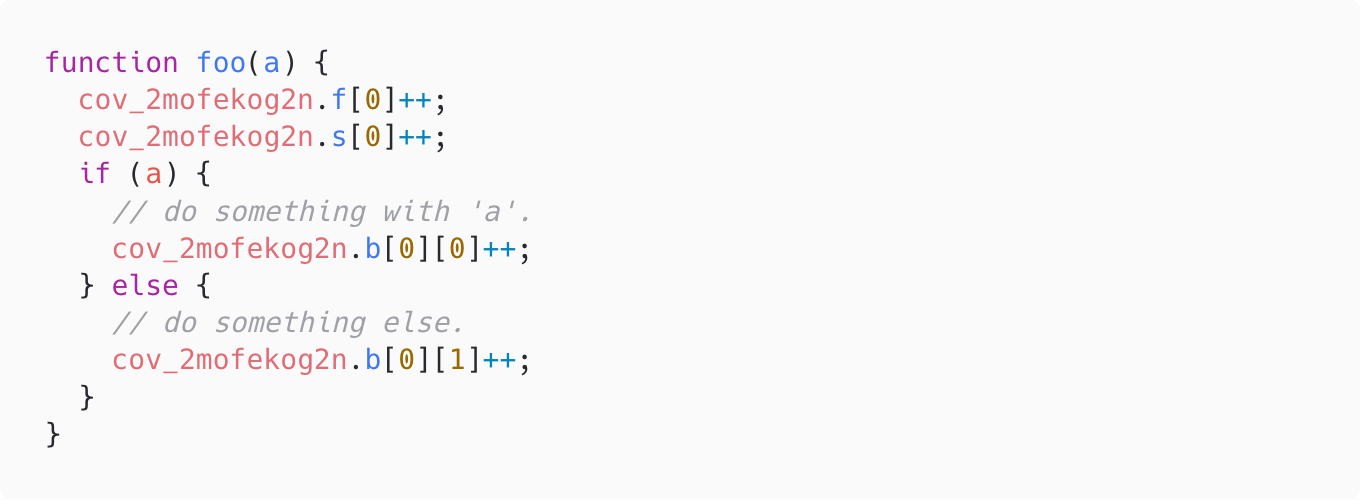 function foo(a) {
  cov_2mofekog2n.f[0]++;
  cov_2mofekog2n.s[0]++;
  if (a) {
    // do something with 'a'.
    cov_2mofekog2n.b[0][0]++;
  } else {
    // do something else.
    cov_2mofekog2n.b[0][1]++;
  }
}